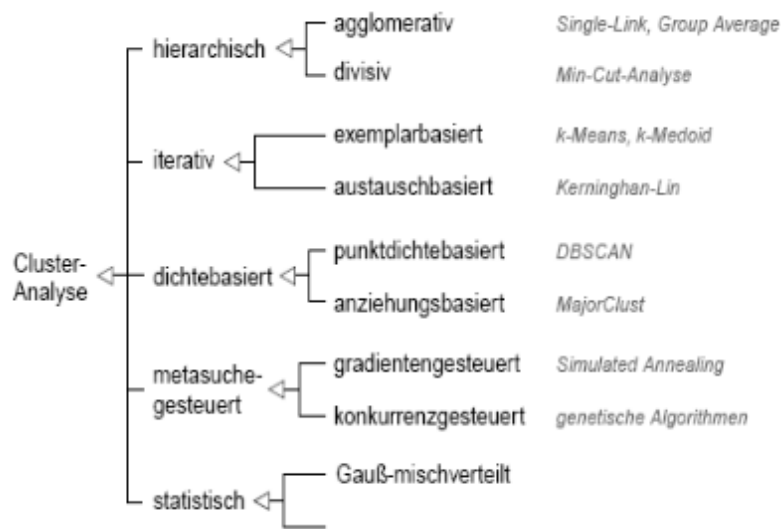 agglomerativ Single-Link, Group Average
hierarchisch
divisiv Min-Cut-Analyse
exemplarbasiert k-Means, k-Medoid
iterativ
austauschbasiert Kerninghan-Lin
punktdichtebasiert DBSCAN
Cluster-
Analyse
dichtebasiert
anziehungsbasiert MajorClust
gradientengesteuert Simulated Annealing
metasuche-
gesteuert
konkurrenzgesteuert genetische Algorithmen
Gauß-mischverteilt
statistisch